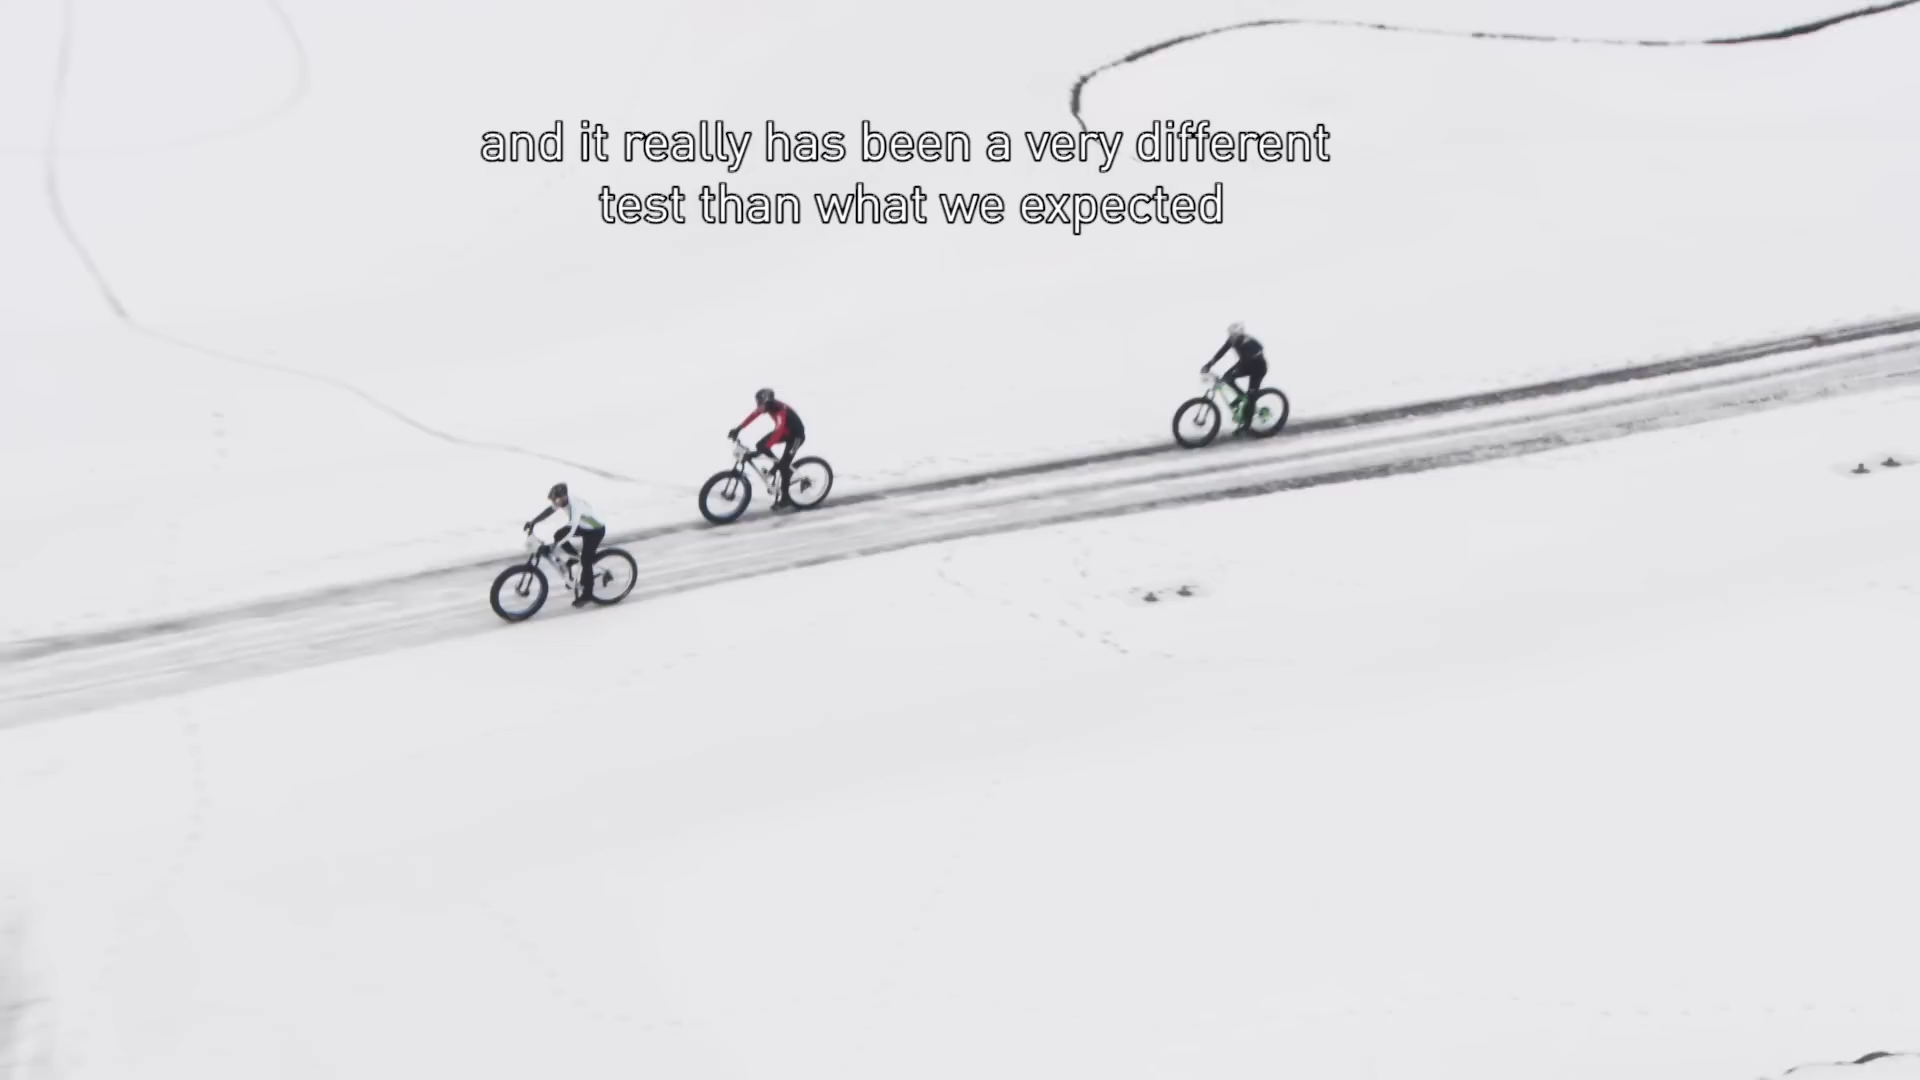 and it really has been a very different
test than what we expected